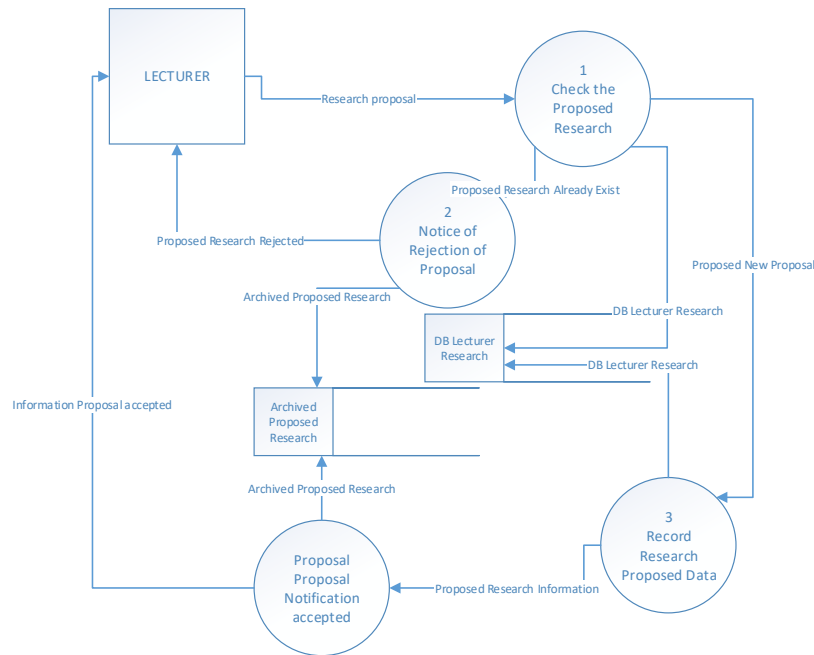 LECTURER
1
Check the
Proposed
Research
Research proposal
Proposed Research Already Exist
2
Notice of
Rejection of
Proposal
Proposed Research Rejected
Proposed New Proposal
Archived Proposed Research
DB Lecturer Research
DB Lecturer
Research
DB Lecturer Research
Information Proposal accepted
Archived
Proposed
Research
Archived Proposed Research
3
Record
Research
Proposed Data
Proposal
Proposal
Notification
accepted
Proposed Research Information